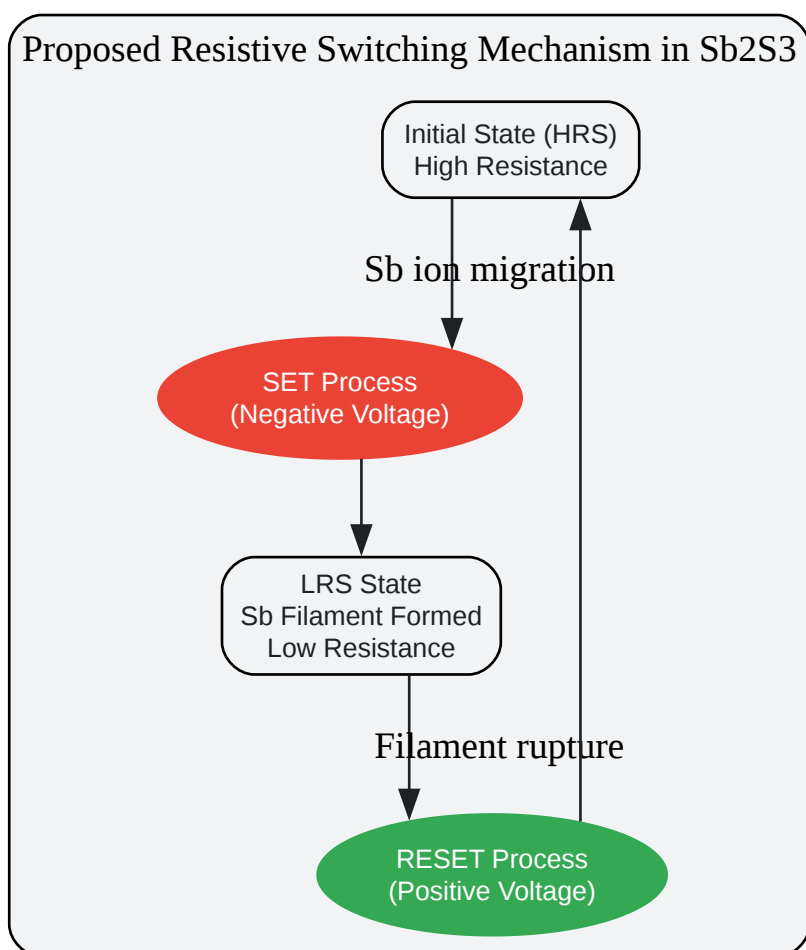 Proposed Resistive Switching Mechanism in Sb2S3
Initial State (HRS)
High Resistance
Sb ion migration
SET Process
(Negative Voltage)
LRS State
Sb Filament Formed
Low Resistance
Filament rupture
RESET Process
(Positive Voltage)